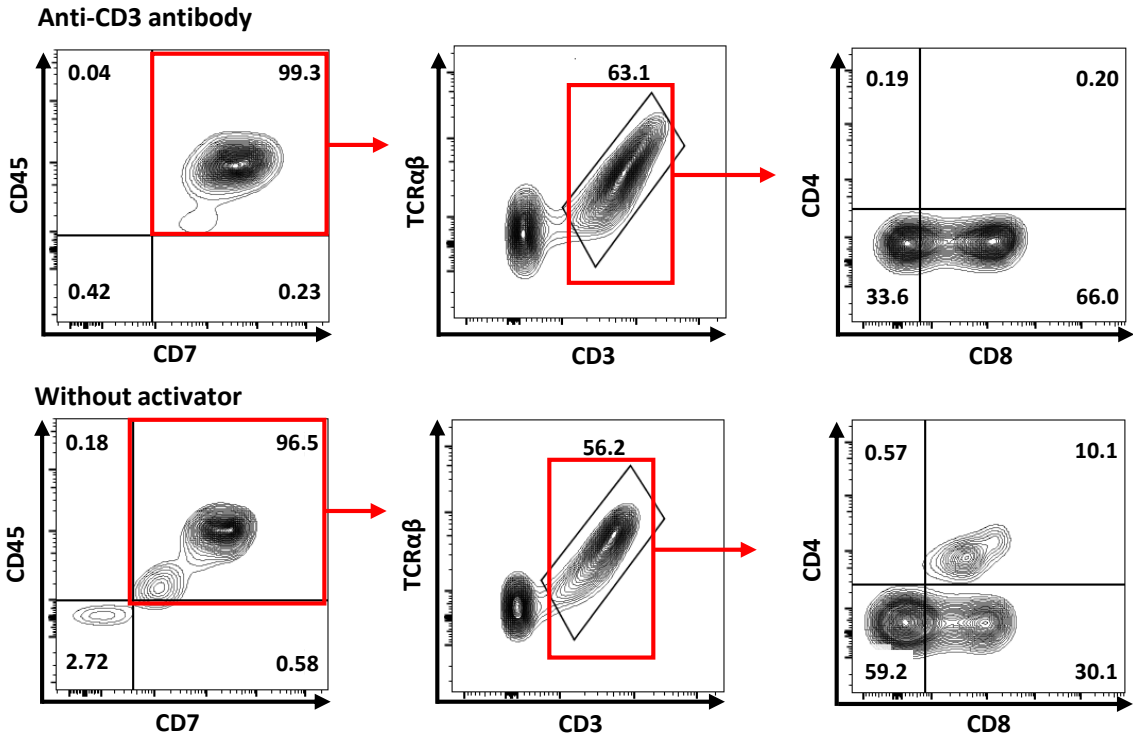 Anti-CD3 antibody
0.04
99.3
0.42
0.23
CD45
CD7
63.1
TCRαβ
CD3
0.19
0.20
33.6
66.0
CD4
CD8
Without activator
0.18
96.5
2.72
0.58
CD45
CD7
56.2
TCRαβ
CD3
0.57
10.1
59.2
30.1
CD4
CD8